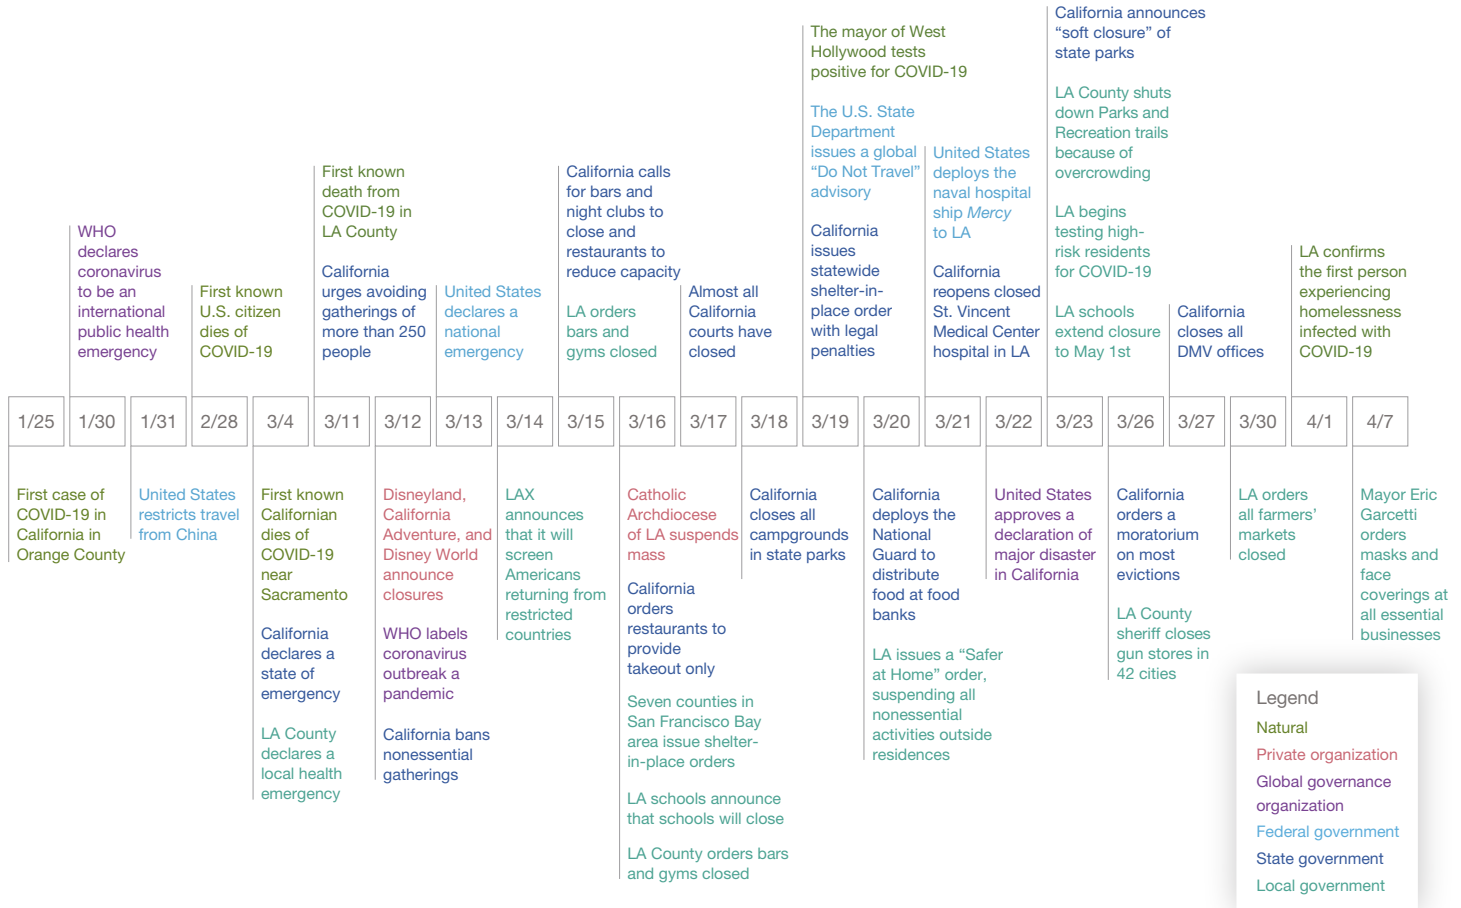 California announces
“soft closure” of
state parks
LA County shuts
down Parks and
Recreation trails
because of
overcrowding
LA begins
testing high-
risk residents
for COVID-19
LA schools
extend closure
to May 1st
The mayor of West
Hollywood tests
positive for COVID-19
The U.S. State
Department
issues a global
“Do Not Travel”
advisory
California
issues
statewide
shelter-in-
place order
with legal
penalties
United States
deploys the
naval hospital
ship Mercy
to LA
California
reopens closed
St. Vincent
Medical Center
hospital in LA
First known
death from
COVID-19 in
LA County
California
urges avoiding
gatherings of
more than 250
people
California calls
for bars and
night clubs to
close and
restaurants to
reduce capacity
LA orders
bars and
gyms closed
WHO
declares
coronavirus
to be an
international
public health
emergency
First known
U.S. citizen
dies of
COVID-19
United States
declares a
national
emergency
Almost all
California
courts have
closed
California
closes all
DMV offices
LA confirms
the first person
experiencing
homelessness
infected with
COVID-19
1/25
1/30
1/31
2/28
3/4
3/11
3/12
3/13
3/14
3/15
3/16
3/17
3/18
3/19
3/20
3/21
3/22
3/23
3/26
3/27
3/30
4/1
4/7
First case of
COVID-19 in
California in
Orange County
United States
restricts travel
from China
First known
Californian
dies of
COVID-19
near
Sacramento
California
declares a
state of
emergency
LA County
declares a
local health
emergency
Disneyland,
California
Adventure, and
Disney World
announce
closures
WHO labels
coronavirus
outbreak a
pandemic
California bans
nonessential
gatherings
LAX
announces
that it will
screen
Americans
returning from
restricted
countries
Catholic
Archdiocese
of LA suspends
mass
California
orders
restaurants to
provide
takeout only
Seven counties in
San Francisco Bay
area issue shelter-
in-place orders
LA schools announce
that schools will close
LA County orders bars
and gyms closed
California
closes all
campgrounds
in state parks
California
deploys the
National
Guard to
distribute
food at food
banks
LA issues a “Safer
at Home” order,
suspending all
nonessential
activities outside
residences
United States
approves a
declaration of
major disaster
in California
California
orders a
moratorium
on most
evictions
LA County
sheriff closes
gun stores in
42 cities
LA orders
all farmers’
markets
closed
Mayor Eric
Garcetti
orders
masks and
face
coverings at
all essential
businesses
Legend
Natural
Private organization
Global governance
organization
Federal government
State government
Local government